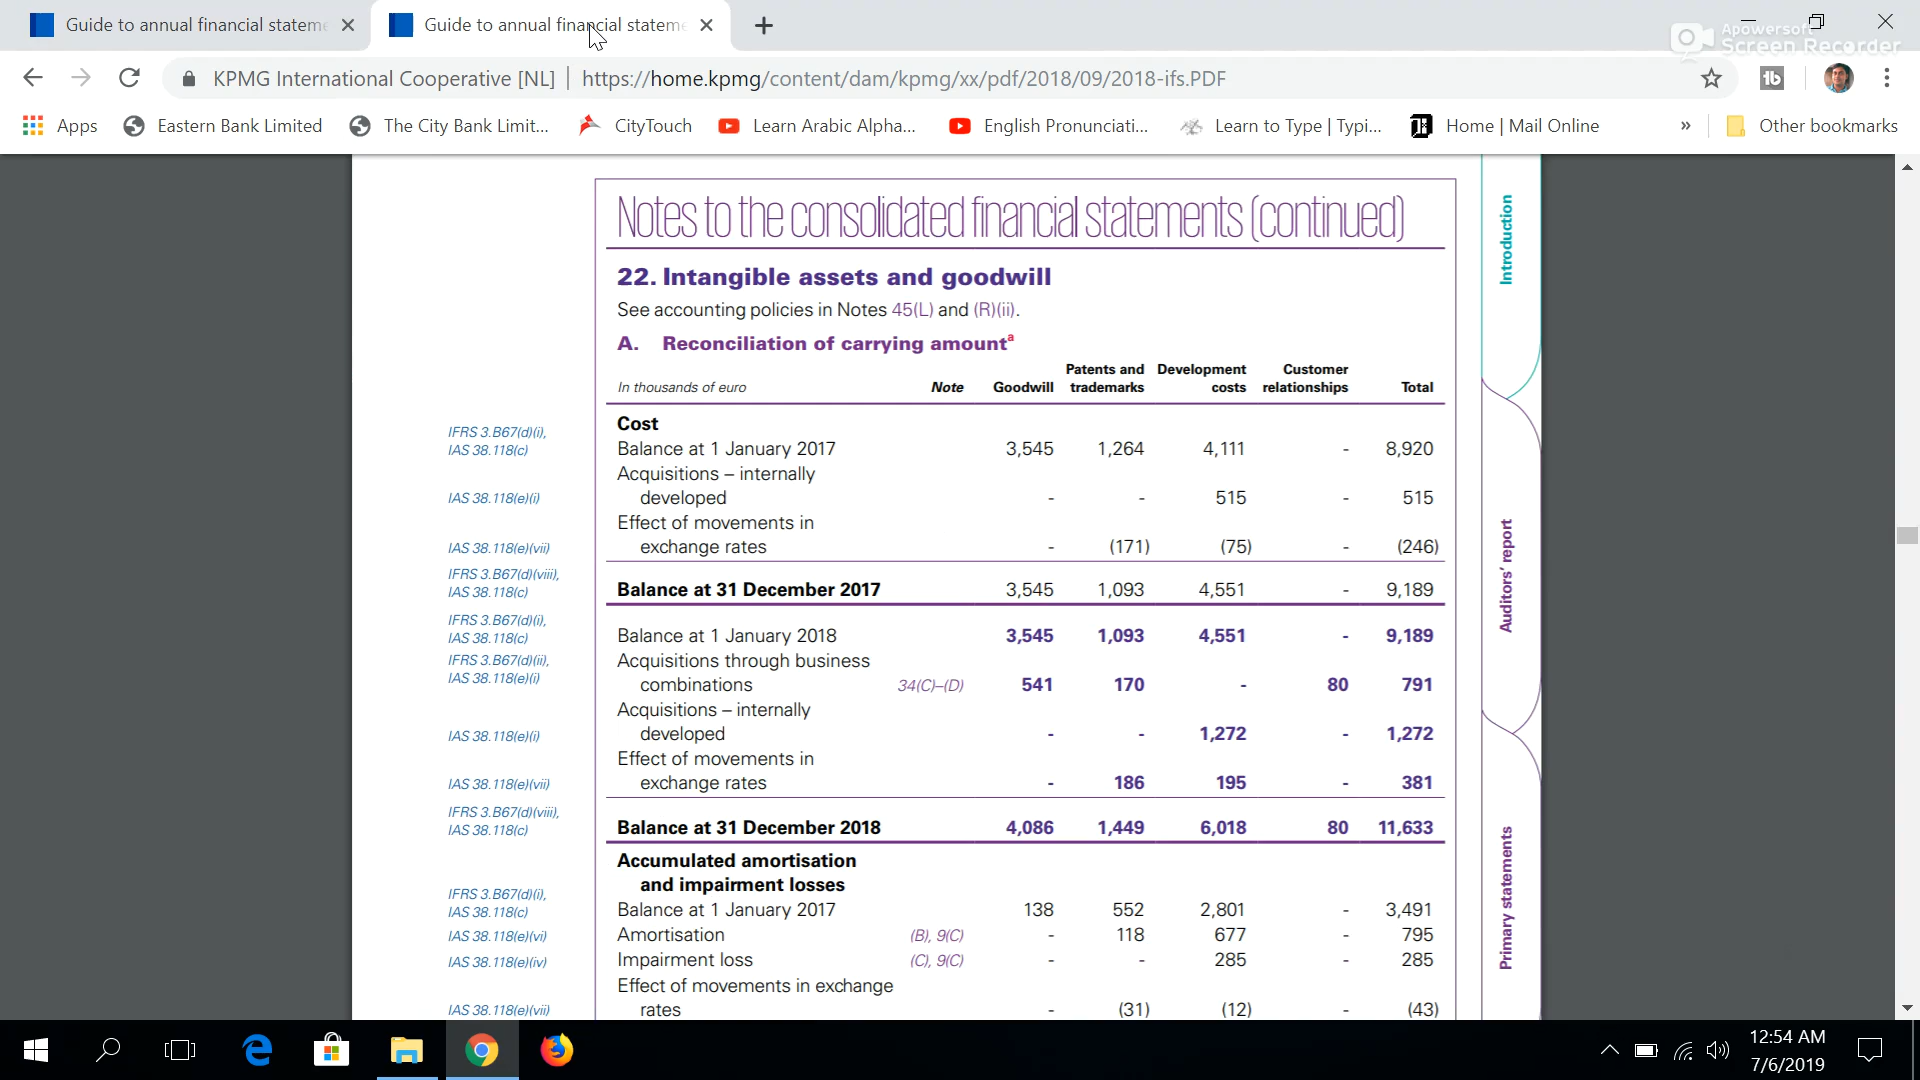 Guide to annual financial stateme
Guide to annual financial stateme
Apowersoft
Screen Recorder
KPMG International Cooperative [NL] | https://home.kpmg/content/dam/kpmg/xx/pdf/2018/09/2018-ifs.PDF
Apps Eastern Bank Limited The City Bank Limit... CityTouch Learn Arabic Alpha... English Pronunciati... Learn to Type | Typi... Home | Mail Online » Other bookmarks
Notes to the consolidated financial statements (continued)
22. Intangible assets and goodwill
See accounting policies in Notes 45(L) and (R)(ii).
A. Reconciliation of carrying amount^a
Patents and Development Customer
In thousands of euro Note Goodwill trademarks costs relationships Total
Cost
IFRS 3.B67(d)(i),
IAS 38.118(c) Balance at 1 January 2017 3,545 1,264 4,111 - 8,920
Acquisitions – internally
IAS 38.118(e)(i) developed - - 515 - 515
Effect of movements in
IAS 38.118(e)(vii) exchange rates - (171) (75) - (246)
IFRS 3.B67(d)(viii),
IAS 38.118(c) Balance at 31 December 2017 3,545 1,093 4,551 - 9,189
IFRS 3.B67(d)(i),
IAS 38.118(c) Balance at 1 January 2018 3,545 1,093 4,551 - 9,189
IFRS 3.B67(d)(ii), Acquisitions through business
IAS 38.118(e)(i) combinations 34(C)–(D) 541 170 - 80 791
Acquisitions – internally
IAS 38.118(e)(i) developed - - 1,272 - 1,272
Effect of movements in
IAS 38.118(e)(vii) exchange rates - 186 195 - 381
IFRS 3.B67(d)(viii),
IAS 38.118(c) Balance at 31 December 2018 4,086 1,449 6,018 80 11,633
Accumulated amortisation
and impairment losses
IFRS 3.B67(d)(i),
IAS 38.118(c) Balance at 1 January 2017 138 552 2,801 - 3,491
IAS 38.118(e)(vi) Amortisation (B), 9(C) - 118 677 - 795
IAS 38.118(e)(iv) Impairment loss (C), 9(C) - - 285 - 285
Effect of movements in exchange
IAS 38.118(e)(vii) rates - (31) (12) - (43)
Introduction
Auditors' report
Primary statements
12:54 AM
7/6/2019